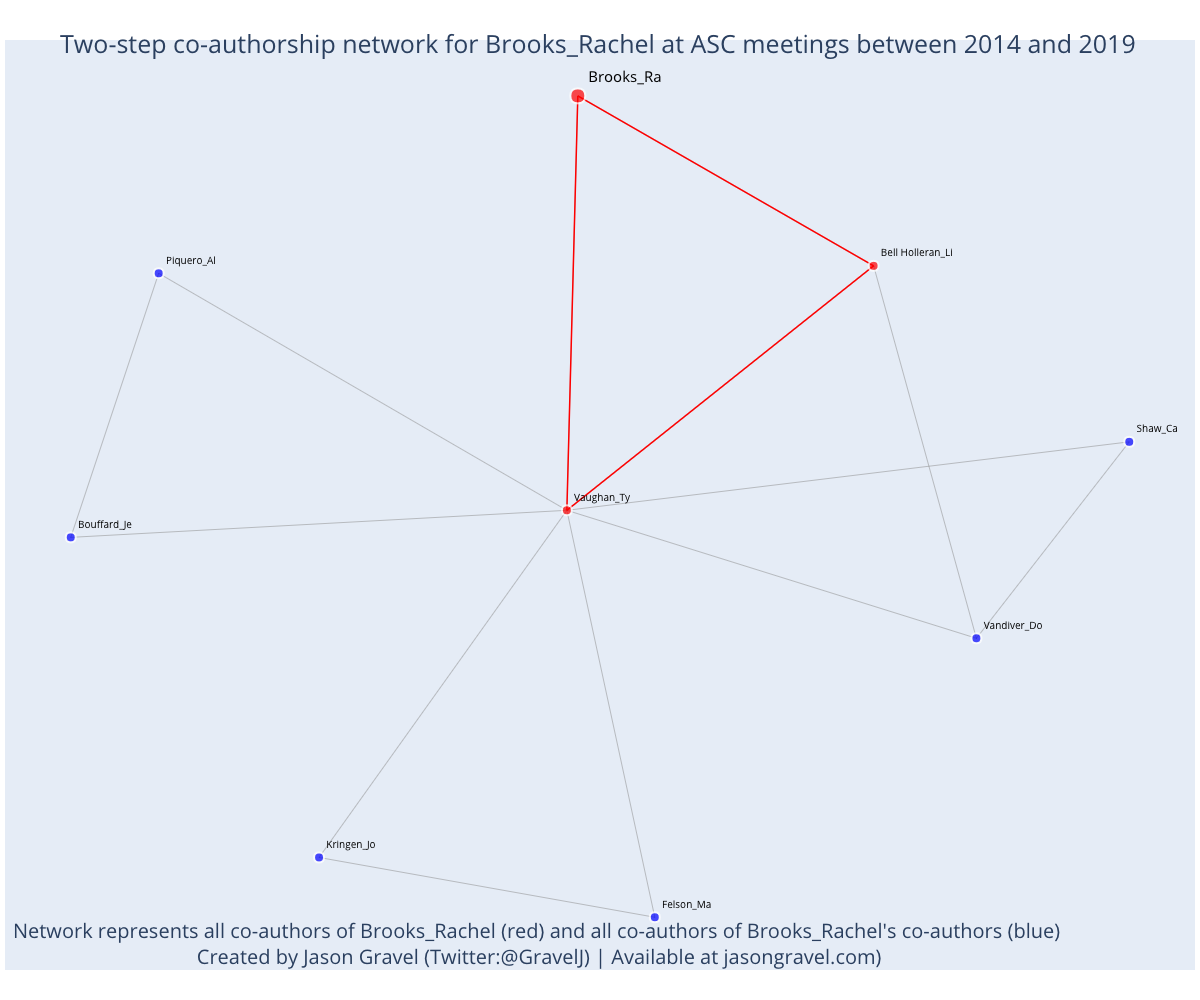 Two-step co-authorship network for Brooks_Rachel at ASC meetings between 2014 and 2019
Brooks_Ra
Bell Holleran_Li
Piquero_Al
Shaw_Ca
Vaughan_Ty
Bouffard_Je
Vandiver_Do
Kringen_Jo
Felson_Ma
Network represents all co-authors of Brooks_Rachel (red) and all co-authors of Brooks_Rachel's co-authors (blue)
Created by Jason Gravel (Twitter:@GravelJ) | Available at jasongravel.com)